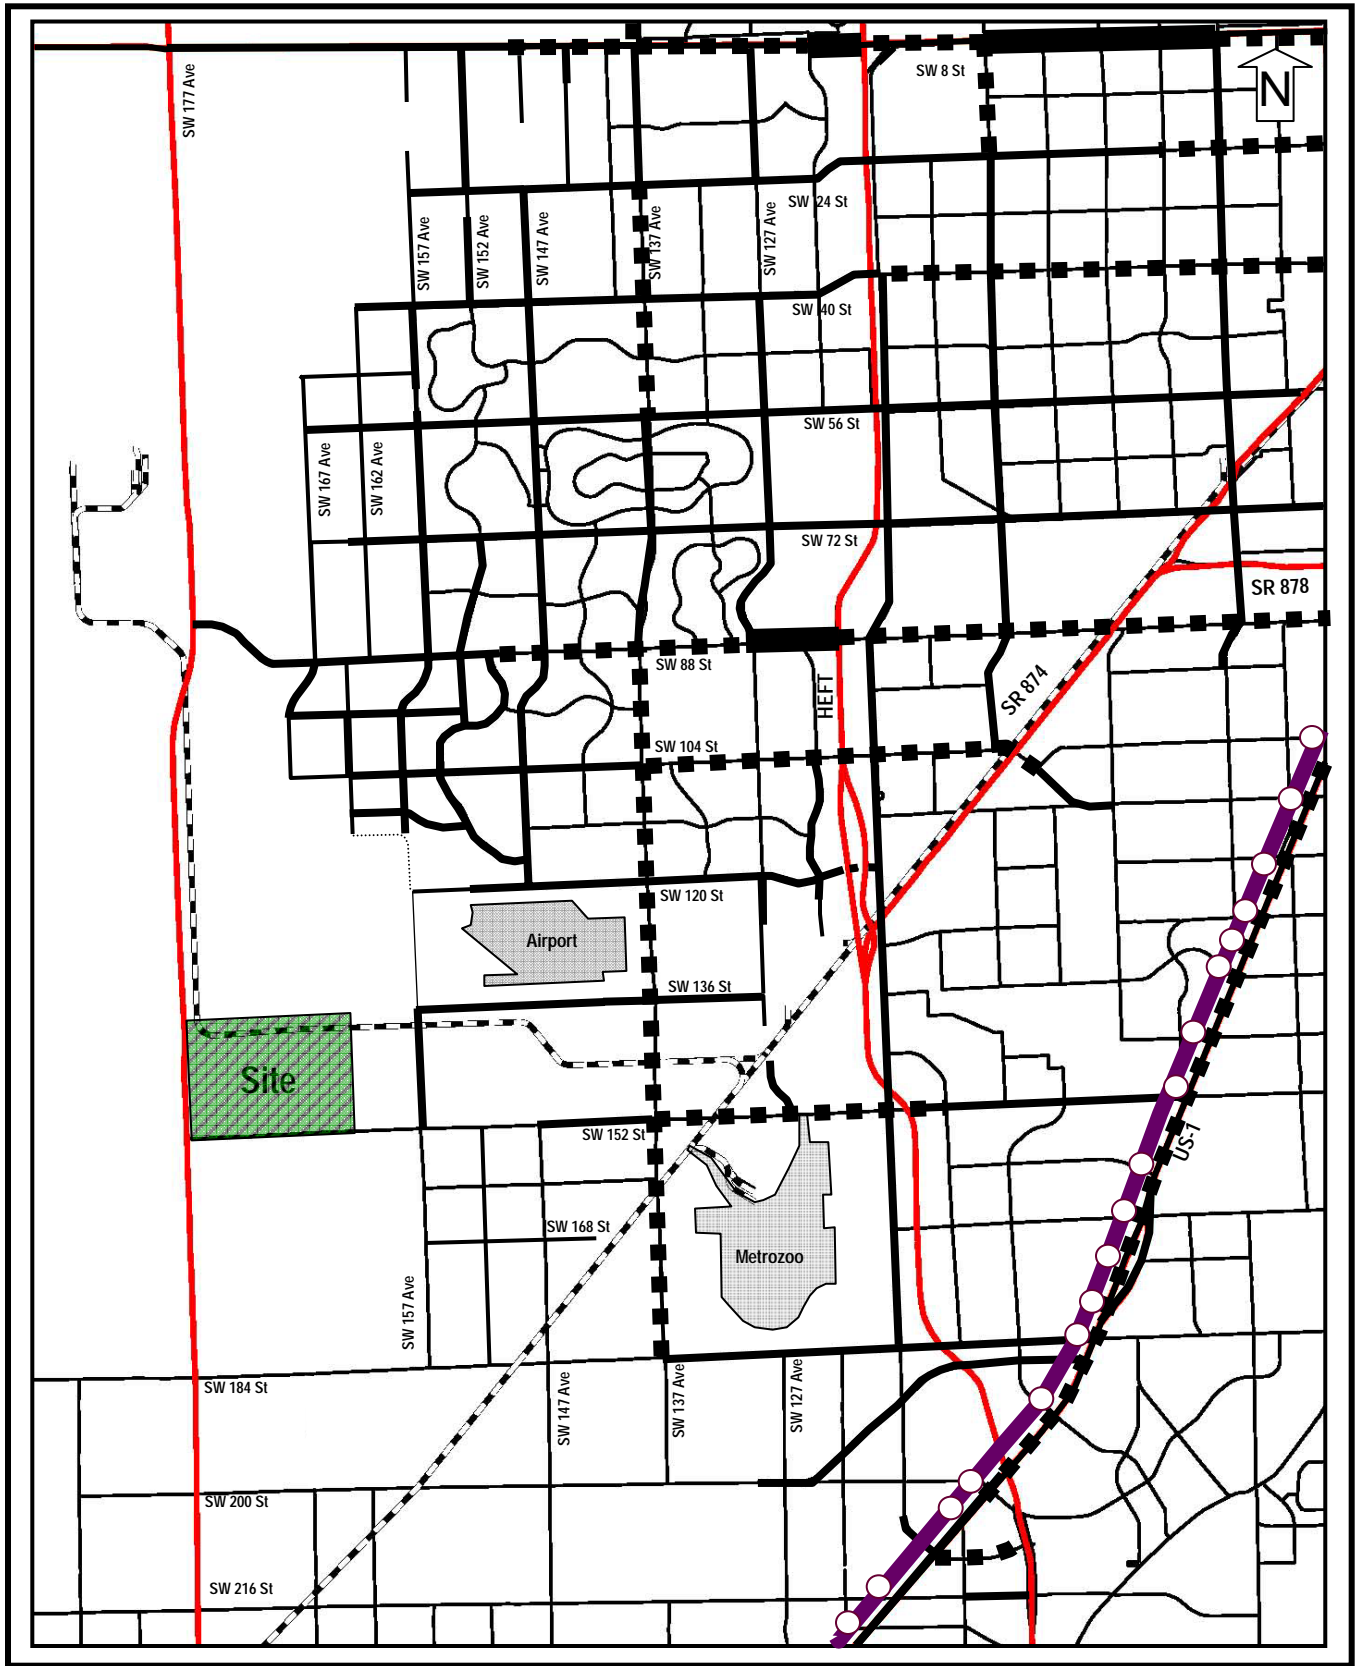 SW 8 St
N
SW 177 Ave
SW 24 St
SW 157 Ave
SW 152 Ave
SW 147 Ave
SW 137 Ave
SW 127 Ave
SW 40 St
SW 56 St
SW 167 Ave
SW 162 Ave
SW 72 St
SR 878
SW 88 St
HEFT
SR 874
SW 104 St
SW 120 St
Airport
SW 136 St
Site
SW 152 St
US-1
SW 168 St
Metrozoo
SW 157 Ave
SW 184 St
SW 147 Ave
SW 137 Ave
SW 127 Ave
SW 200 St
SW 216 St